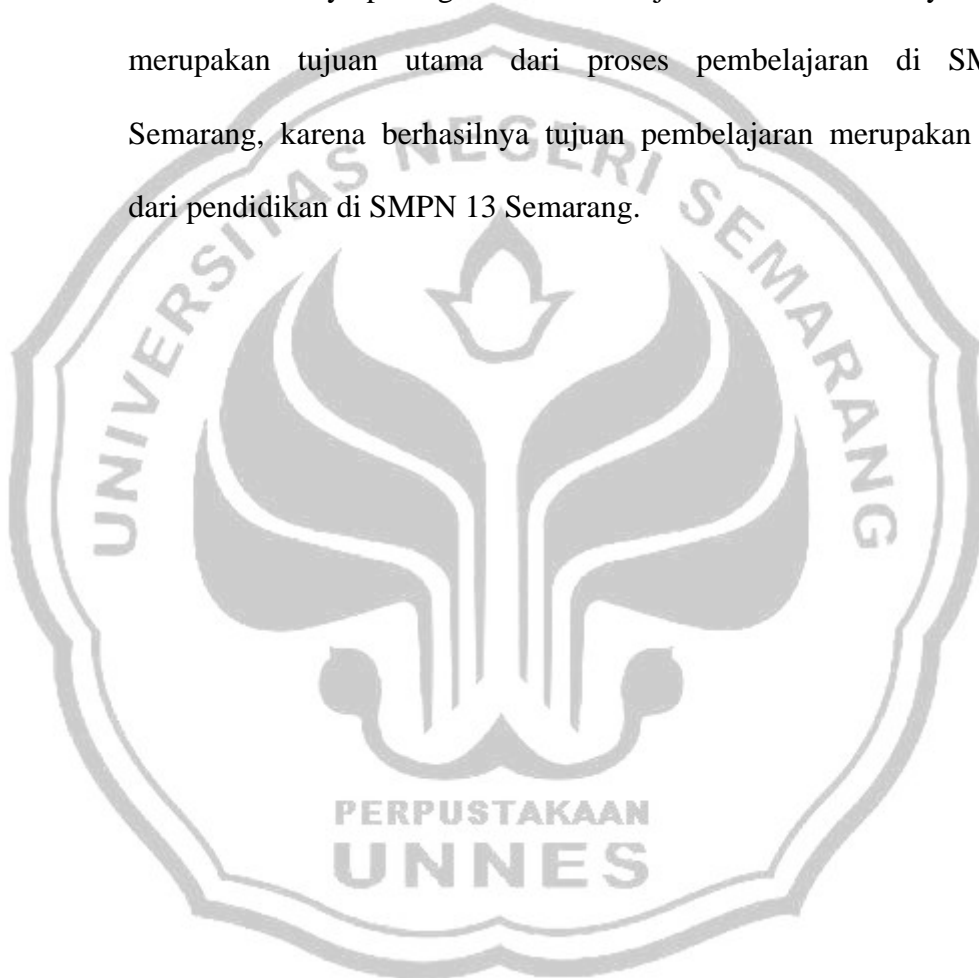 merupakan tujuan utama dari proses pembelajaran di
Semarang, karena berhasilnya tujuan pembelajaran merupakan
dari pendidikan di SMPN 13 Semarang.
UNIVERSITAS NEGERI SEMARANG
PERPUSTAKAAN
UNNES